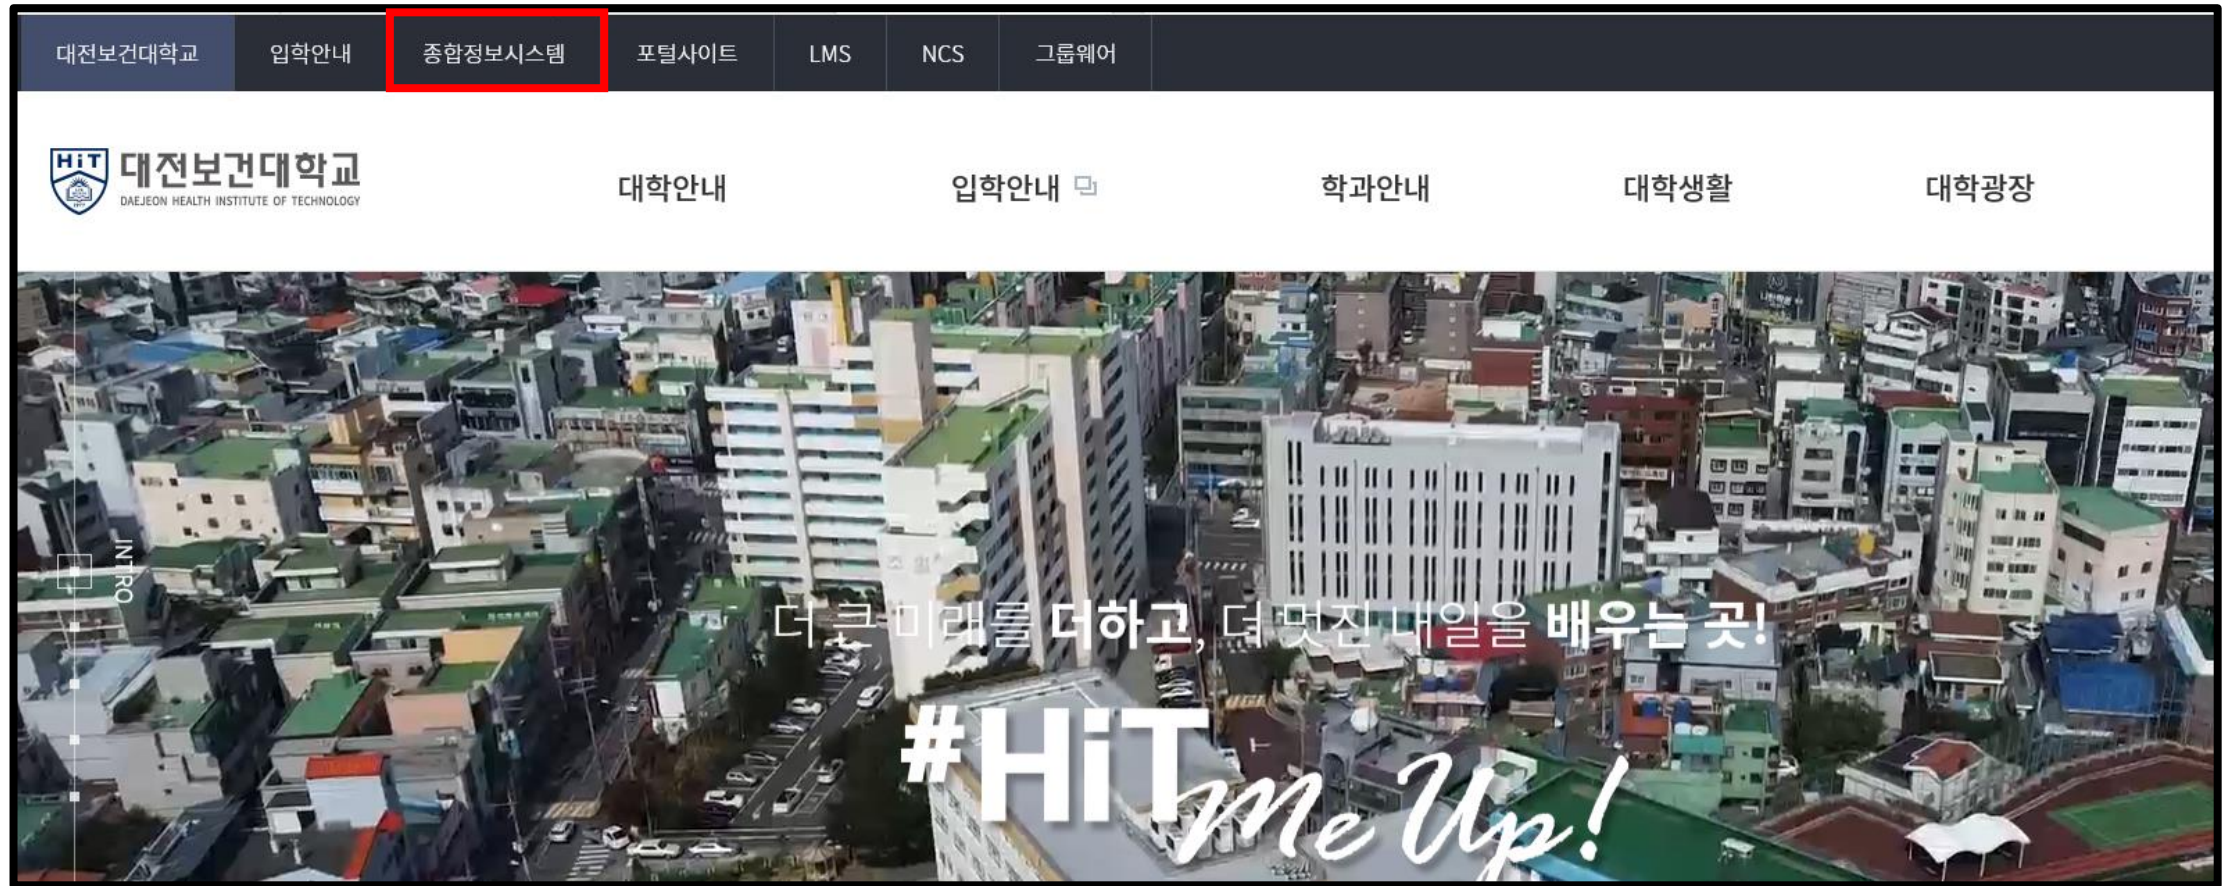 대전보건대학교 입학안내 종합정보시스템 포털사이트 LMS NCS 그룹웨어
HiT 대전보건대학교
DAEJEON HEALTH INSTITUTE OF TECHNOLOGY
대학안내 입학안내 학과안내 대학생활 대학광장
INTRO
더 큰 미래를 더하고, 더 멋진 내일을 배우는 곳!
#HiT
Me Up!